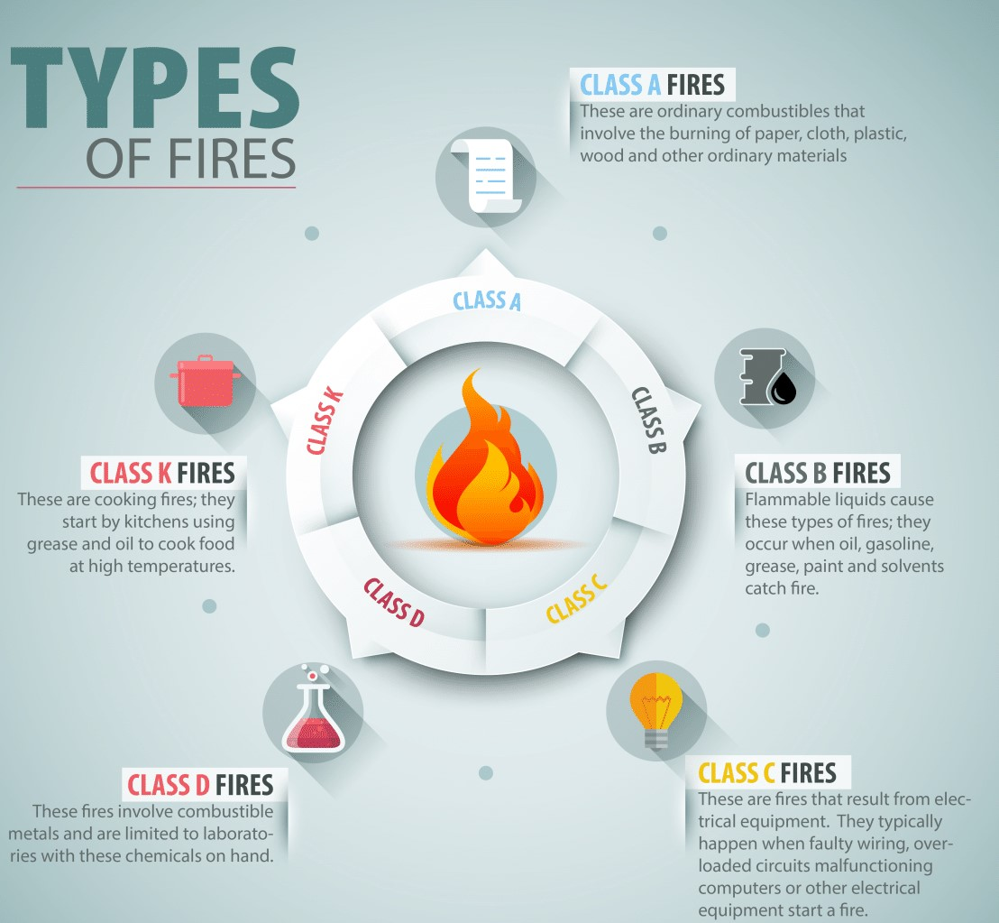 TYPES
OF FIRES
CLASS A FIRES
These are ordinary combustibles that
involve the burning of paper, cloth, plastic,
wood and other ordinary materials
CLASS A
CLASS B
CLASS C
CLASS D
CLASS K
CLASS B FIRES
Flammable liquids cause
these types of fires; they
occur when oil, gasoline,
grease, paint and solvents
catch fire.
CLASS C FIRES
These are fires that result from elec-
trical equipment.  They typically
happen when faulty wiring, over-
loaded circuits malfunctioning
computers or other electrical
equipment start a fire.
CLASS D FIRES
These fires involve combustible
metals and are limited to laborato-
ries with these chemicals on hand.
CLASS K FIRES
These are cooking fires; they
start by kitchens using
grease and oil to cook food
at high temperatures.